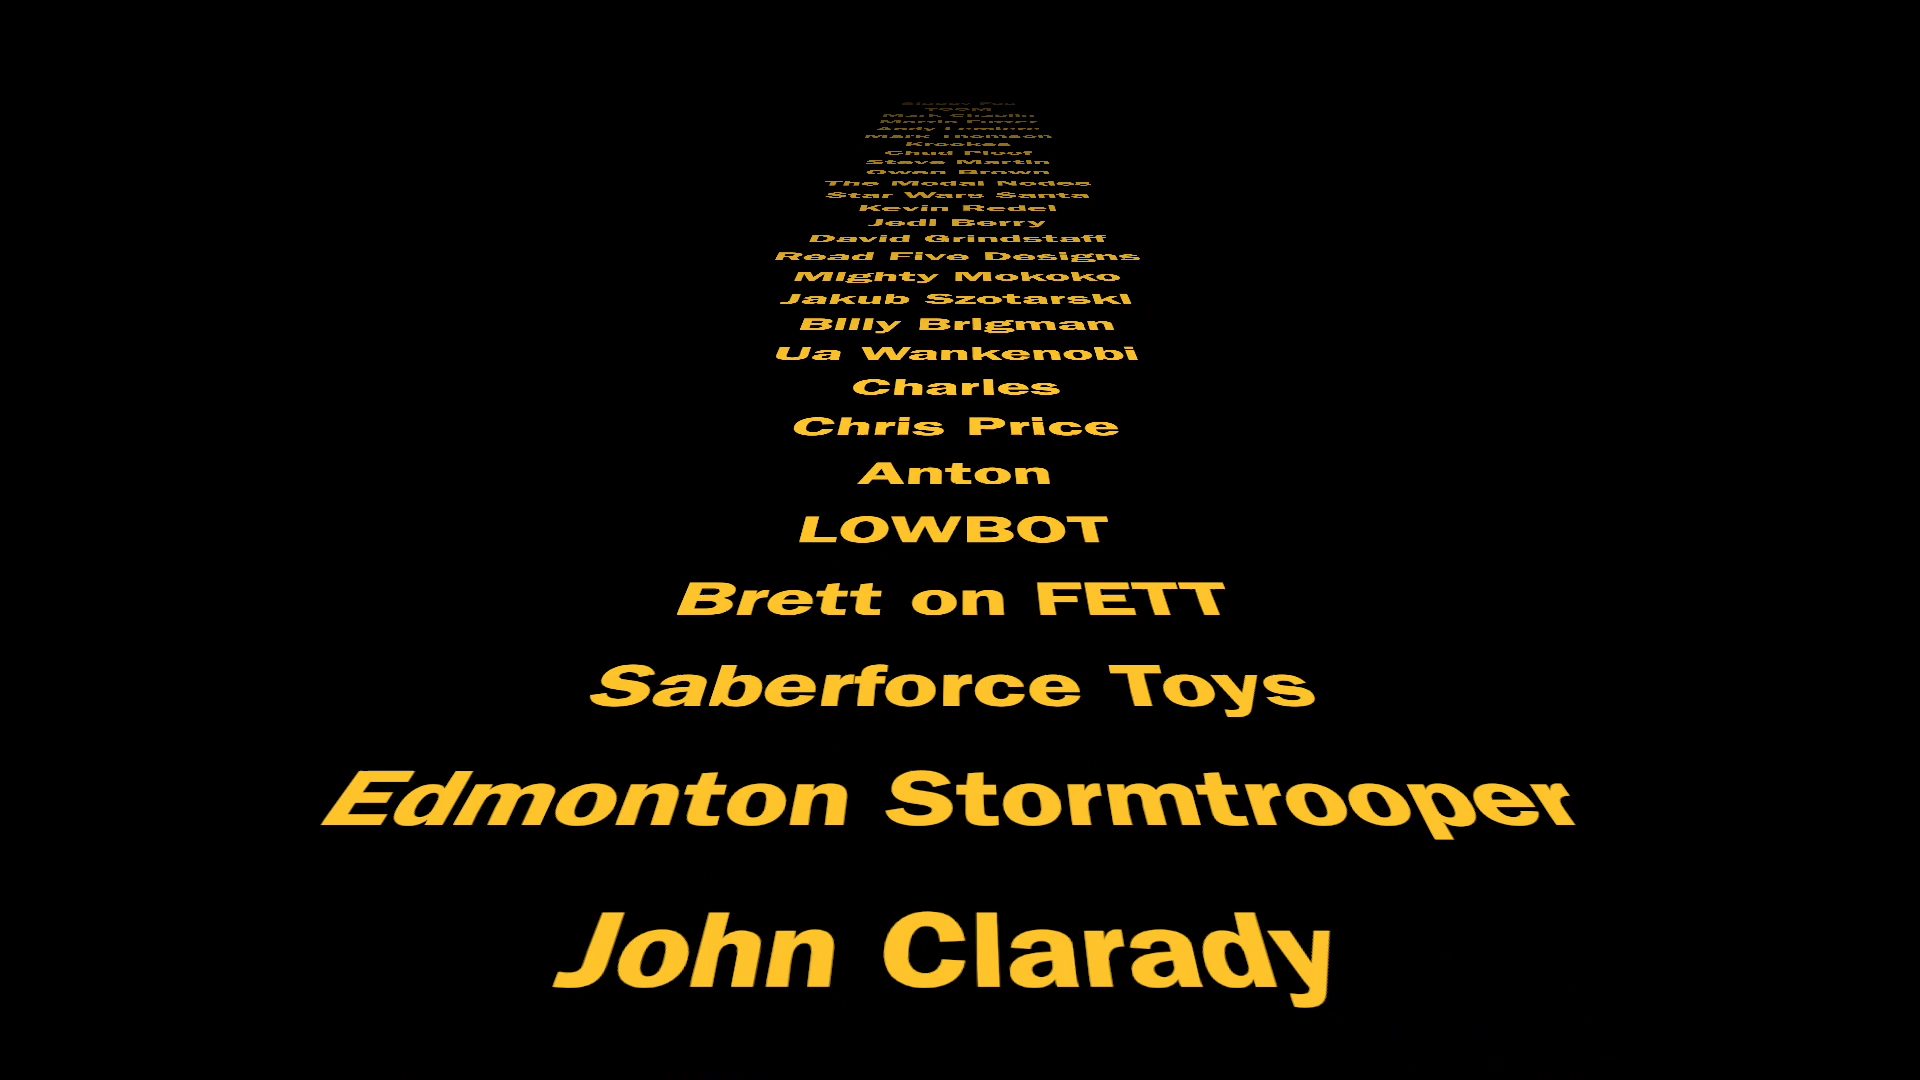 Mark Thomson
Krookea
Chud Ploof
Steve Martin
Owen Brown
The Modal Nodes
Star Wars Santa
Kevin Redel
Jedi Berry
David Grindstaff
Read Five Designs
Mighty Mokoko
Jakub Szotarski
Billy Brigman
Ua Wankenobi
Charles
Chris Price
Anton
LOWBOT
Brett on FETT
Saberforce Toys
Edmonton Stormtrooper
John Clarady